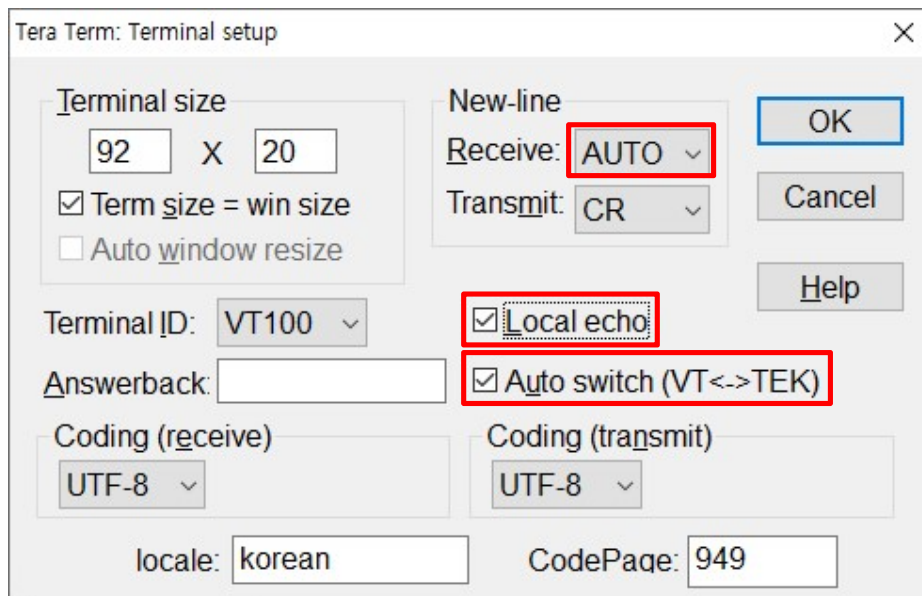 Tera Term: Terminal setup
Terminal size
92 X 20
Term size = win size
Auto window resize
New-line
Receive: AUTO
Transmit: CR
OK
Cancel
Help
Terminal ID: VT100
Local echo
Answerback:
Auto switch (VT<->TEK)
Coding (receive)
UTF-8
Coding (transmit)
UTF-8
locale: korean
CodePage: 949